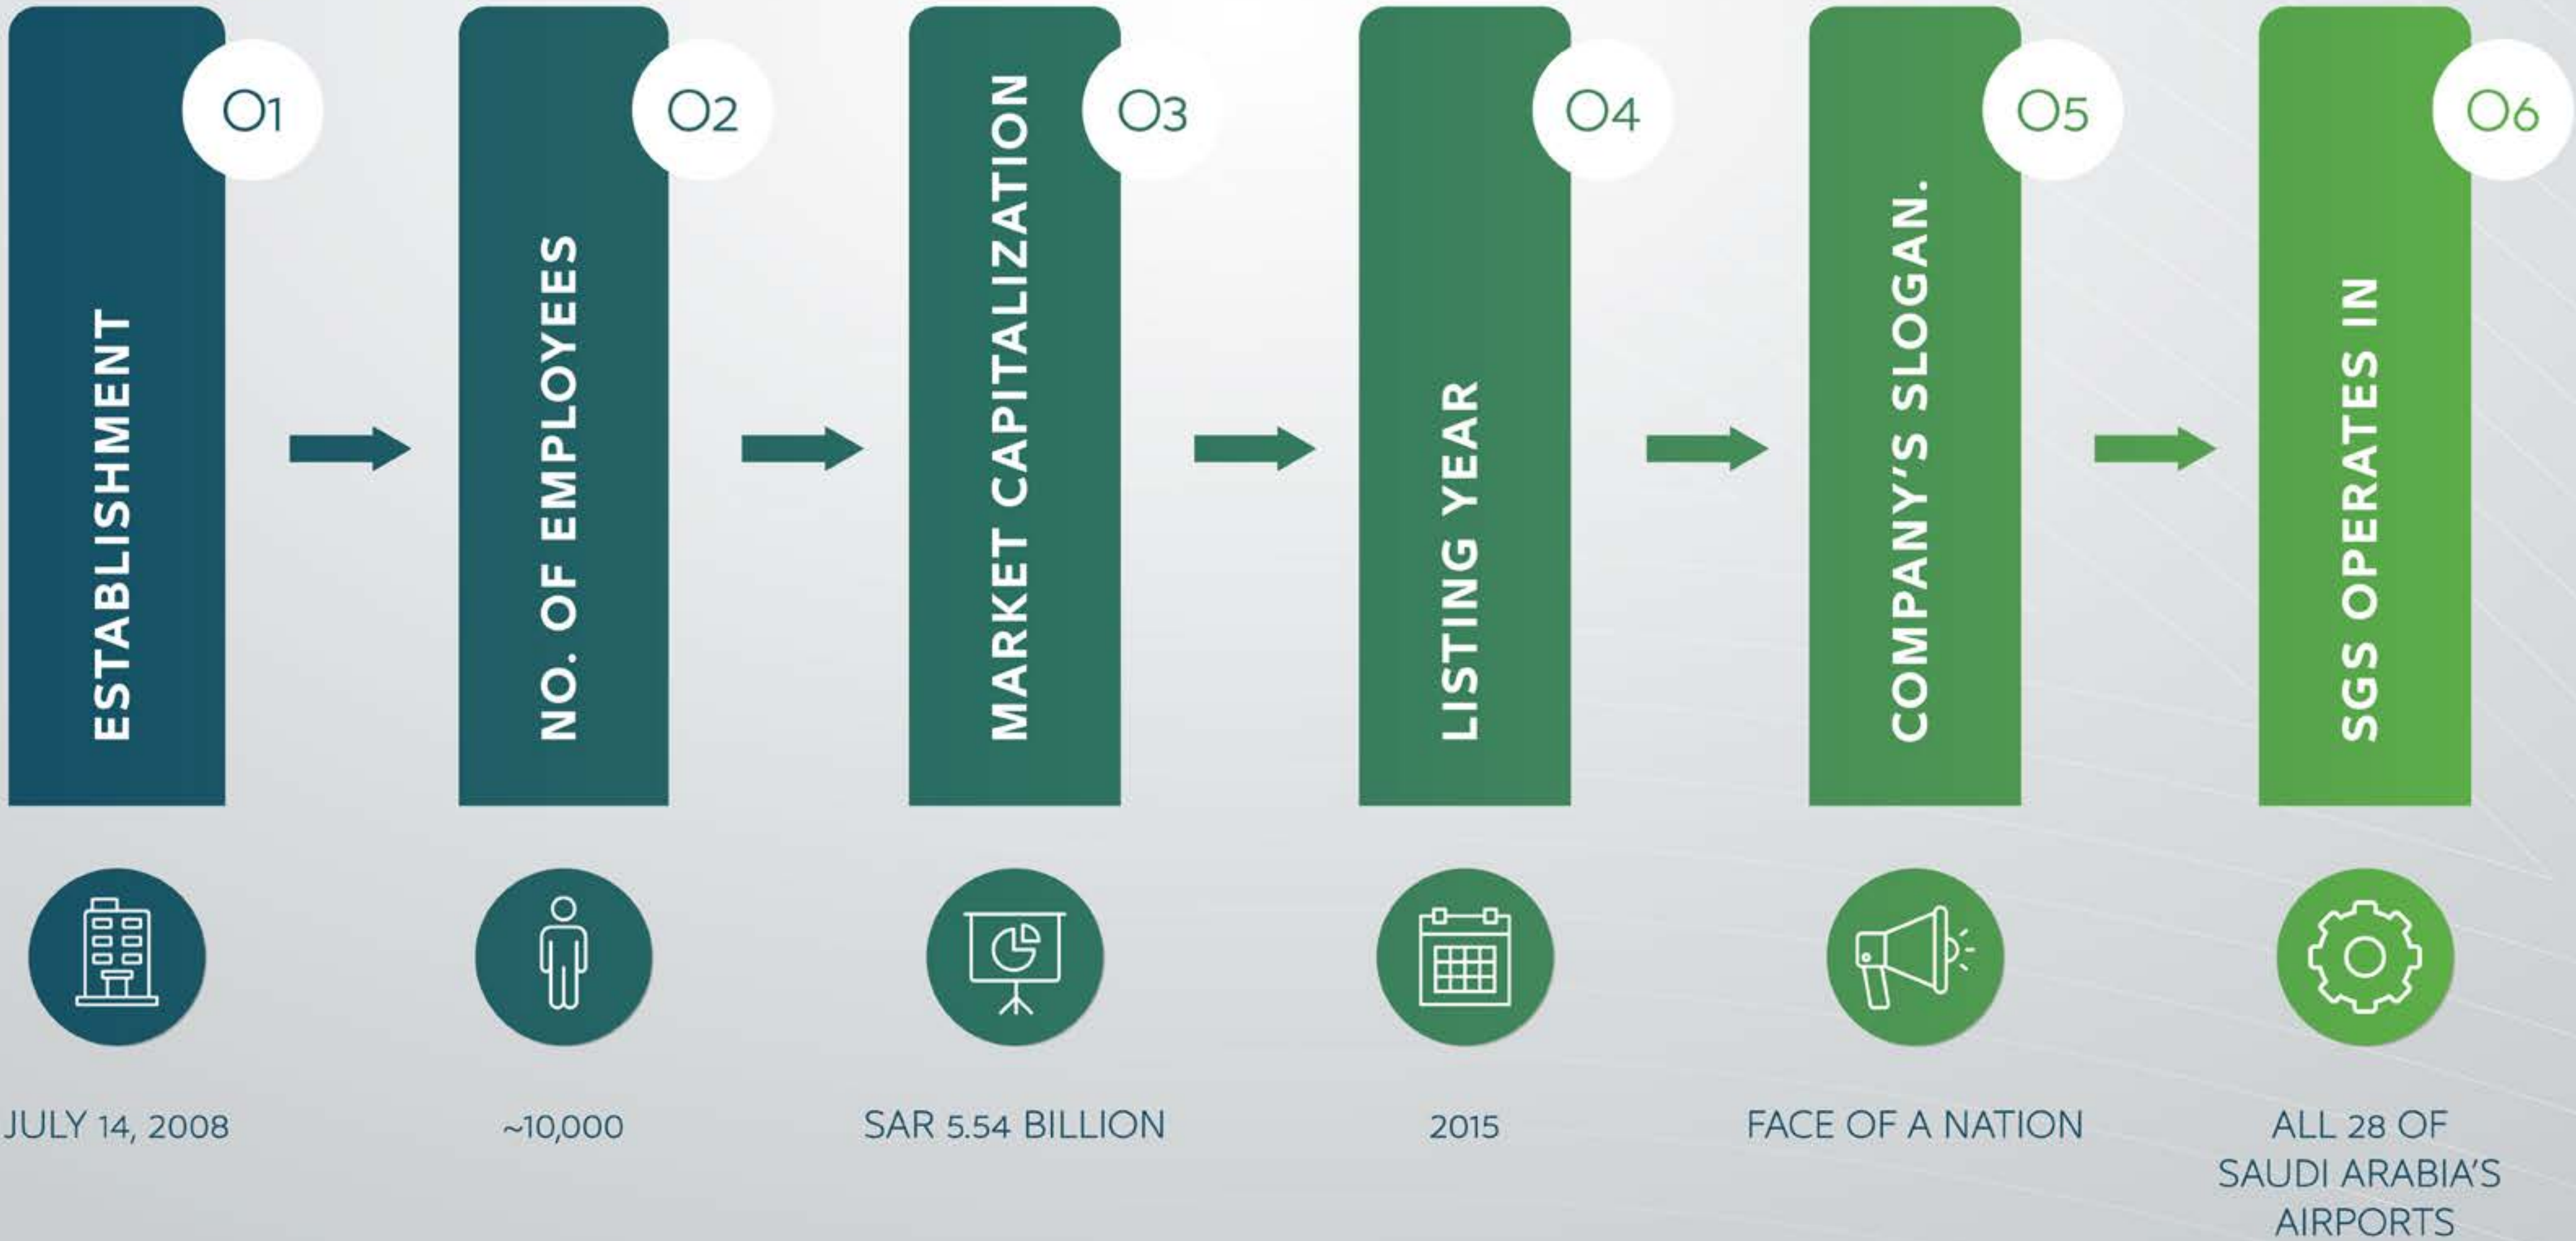 01
ESTABLISHMENT
JULY 14, 2008
02
NO. OF EMPLOYEES
~10,000
03
MARKET CAPITALIZATION
SAR 5.54 BILLION
04
LISTING YEAR
2015
05
COMPANY'S SSLOGAN.
FACE OF A NATION
06
SGS OPERATES IN
ALL 28 OF
SAUDI ARABIA'S
AIRPORTS